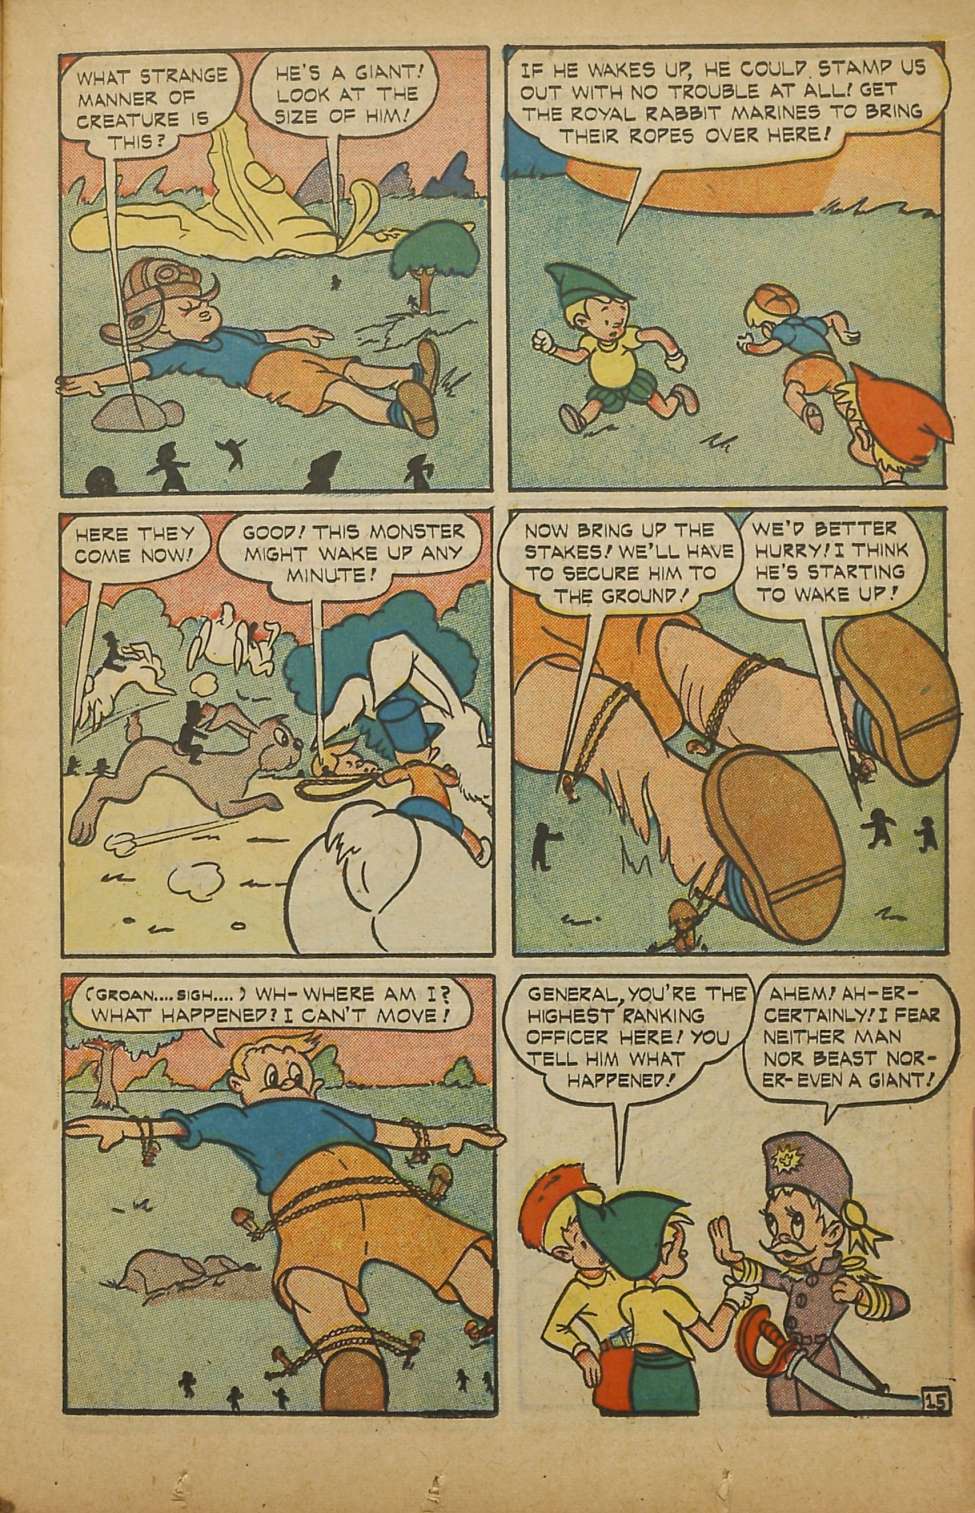 WHAT STRANGE
MANNER OF
CREATURE IS
THIS?
HE'S A GIANT!
LOOK AT THE
SIZE OF HIM!
IF HE WAKES UP, HE COULD STAMP US
OUT WITH NO TROUBLE AT ALL! GET
THE ROYAL RABBIT MARINES TO BRING
THEIR ROPES OVER HERE!
HERE THEY
COME NOW!
GOOD! THIS MONSTER
MIGHT WAKE UP ANY
MINUTE!
NOW BRING UP THE
STAKES! WE'LL HAVE
TO SECURE HIM TO
THE GROUND!
WE'D BETTER
HURRY! I THINK
HE'S STARTING
TO WAKE UP!
(GROAN....SIGH....) WH-WHERE AM I?
WHAT HAPPENED? I CAN'T MOVE!
GENERAL, YOU'RE THE
HIGHEST RANKING
OFFICER HERE! YOU
TELL HIM WHAT
HAPPENED!
AHEM! AH-ER-
CERTAINLY! I FEAR
NEITHER MAN
NOR BEAST NOR-
ER-EVEN A GIANT!
15